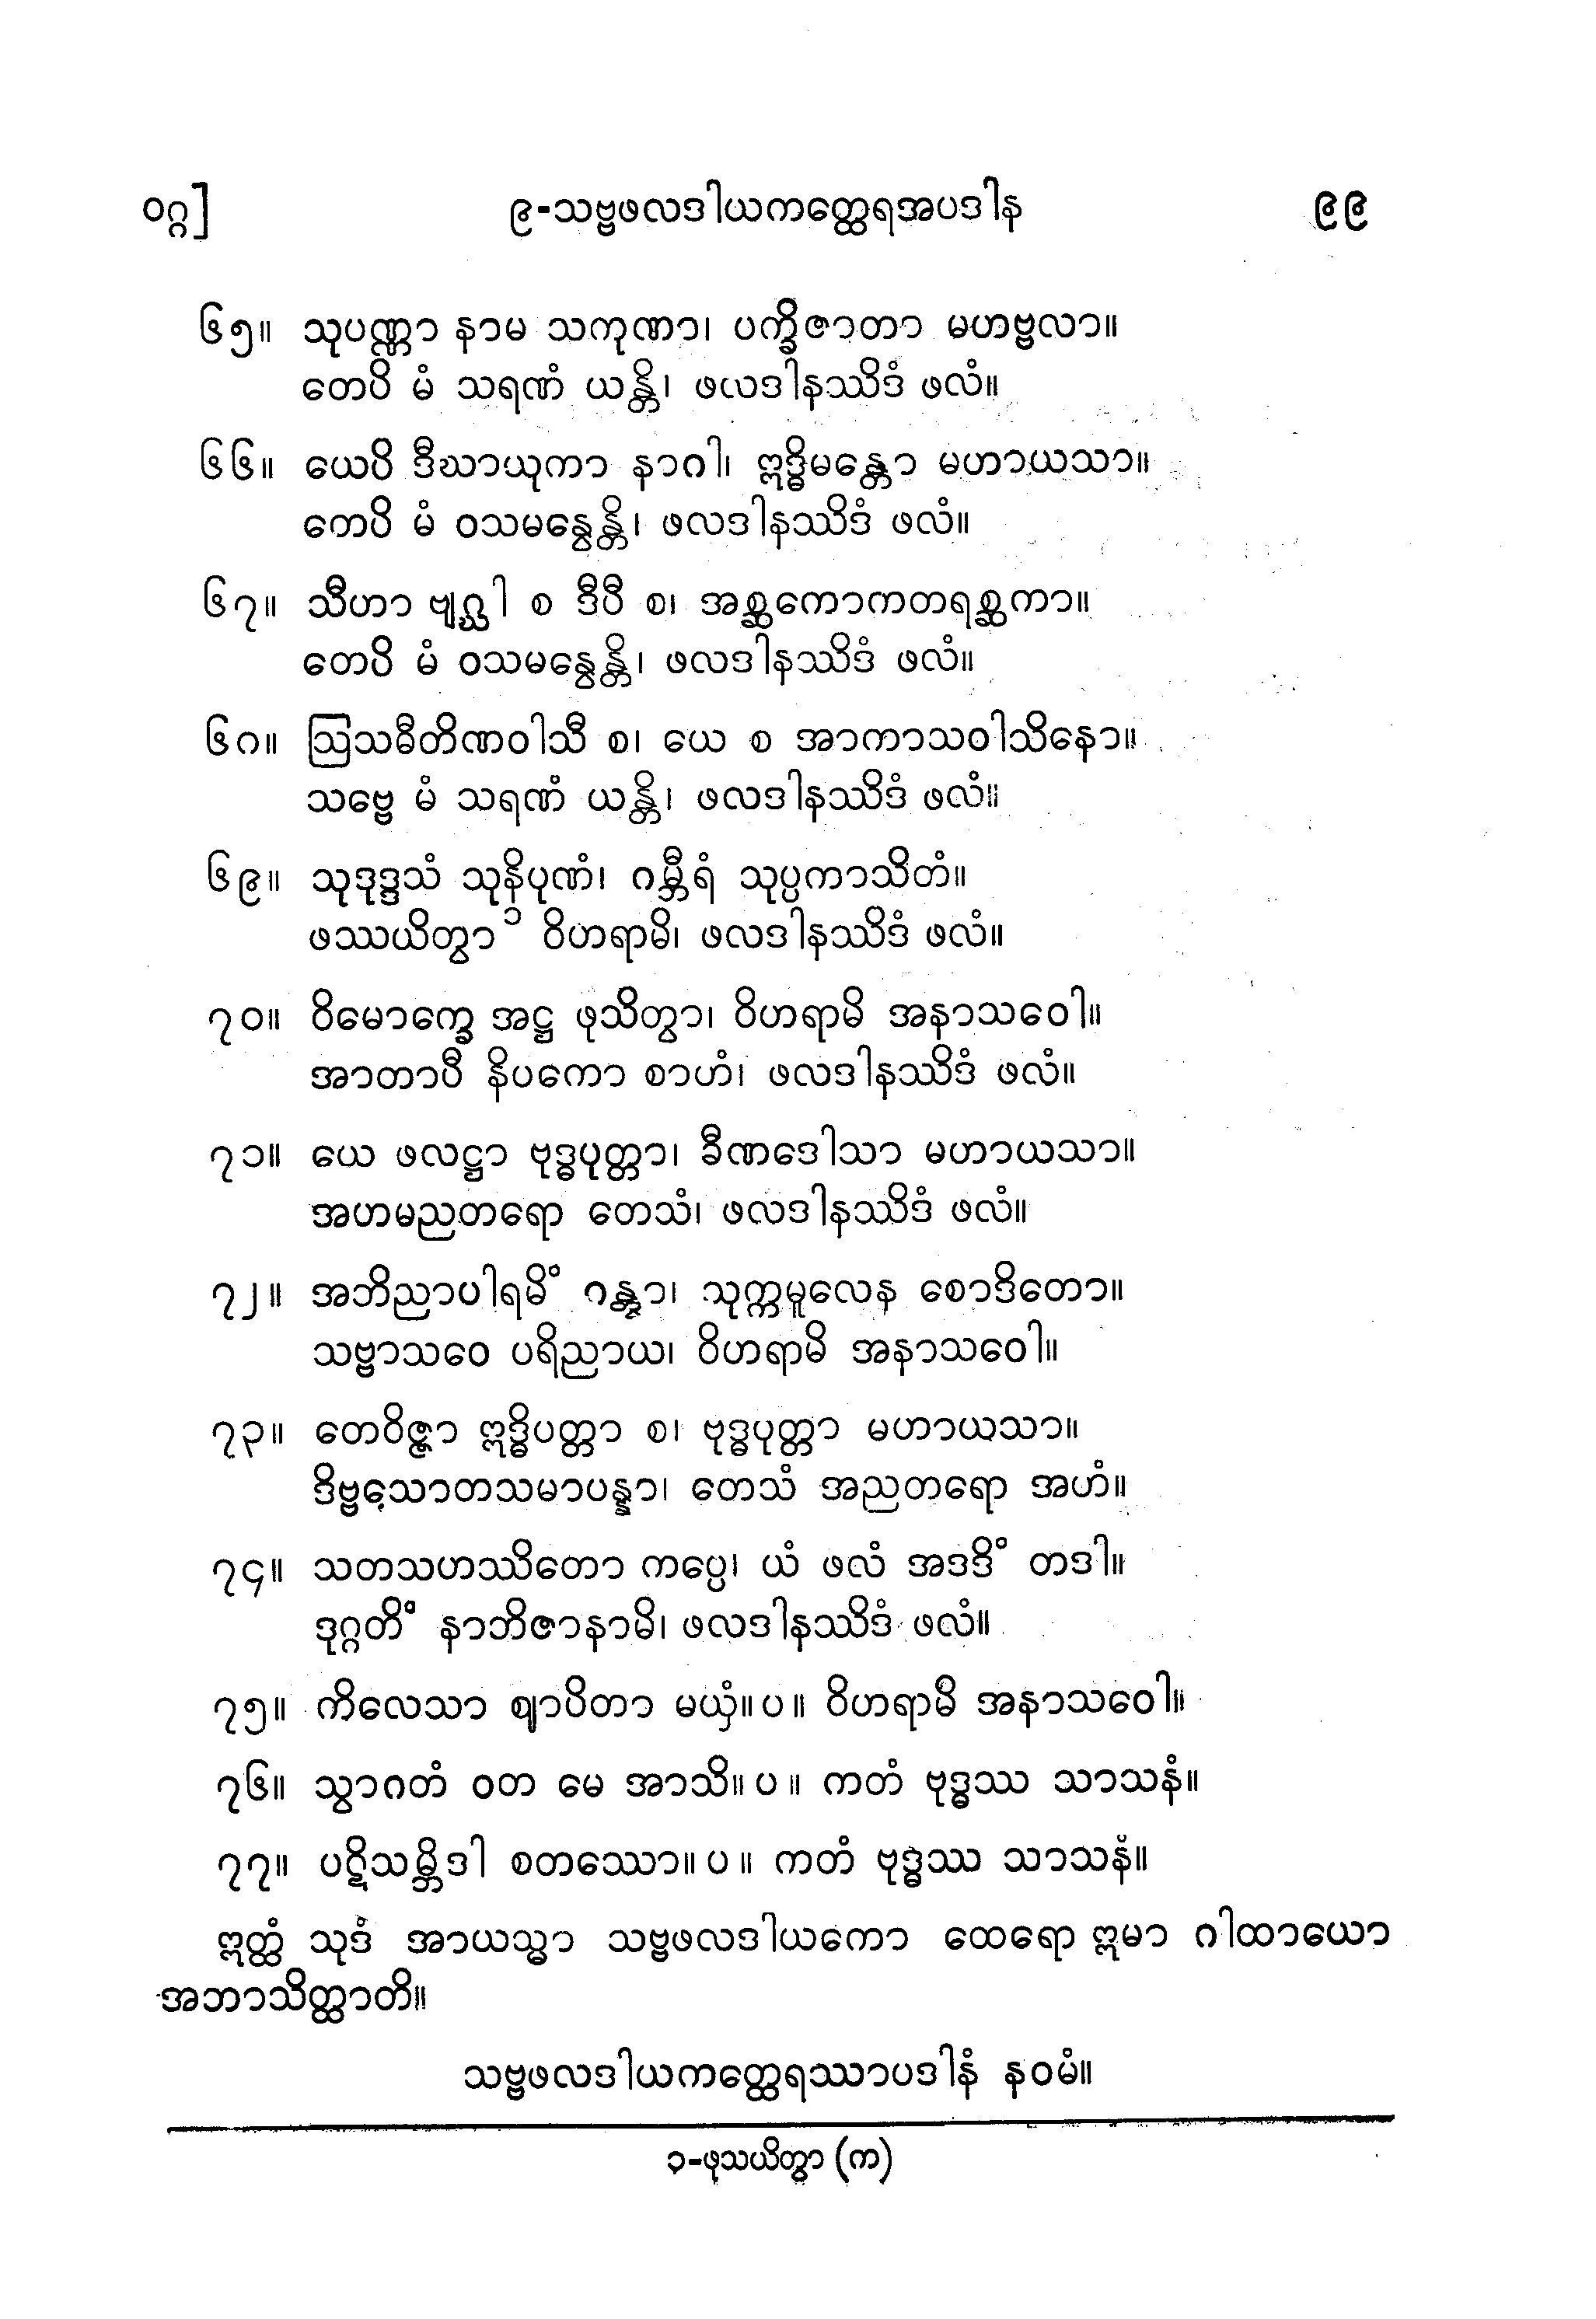 ဝဂ္ဂ]
၉-သဗ္ဗဖလဒါယကတ္ထေရအပဒါန
၉၉
၆၅။ သုပဏ္ဏာ နာမ သကုဏာ၊ ပက္ခိဇာတာ မဟဗ္ဗလာ။
တေပိ မံ သရဏံ ယန္တိ၊ ဖလဒါနဿိဒံ ဖလံ။
၆၆။ ယေပိ ဒီဃာယုကာ နာဂါ၊ ဣဒ္ဓိမန္တော မဟာယသာ။
ကေပိ မံ ဝသမန္வေန္တိ၊ ဖလဒါနဿိဒံ ဖလံ။
၆၇။ သီဟာ ဗျဂ္ဃါ စ ဒီပီ စ၊ အစ္ဆကောကတရစ္ဆကာ။
တေပိ မံ ဝသမန္වေန္တိ၊ ဖလဒါနဿိဒံ ဖလံ။
၆၈။ ဩသဓီတိဏဝါသီ စ၊ ယေ စ အာကာသဝါသိနော။
သဗ္ဗေ မံ သရဏံ ယန္တိ၊ ဖလဒါနဿိဒံ ဖလံ။
၆၉။ သုဒုဒ္ဒသံ သုနိပုဏံ၊ ဂမ္ဘီရံ သုပ္ပကာသိတံ။
ဖဿယိတွာ ၁ ဝိဟရာမိ၊ ဖလဒါနဿိဒံ ဖလံ။
၇၀။ ဝိမောက္ခေ အဋ္ဌ ဖုသိတွာ၊ ဝိဟရာမိ အနာသဝေါ။
အာတာပီ နိပကော စာဟံ၊ ဖလဒါနဿိဒံ ဖလံ။
၇၁။ ယေ ဖလဋ္ဌာ ဗုဒ္ဓပုတ္တာ၊ ခီဏဒေါသာ မဟာယသာ။
အဟမညတရော တေသံ၊ ဖလဒါနဿိဒံ ဖလံ။
၇၂။ အဘိညာပါရမိံ ဂန္တွာ၊ သုက္ကမူလေန စောဒိတော။
သဗ္ဗာသဝေ ပရိညာယ၊ ဝိဟရာမိ အနာသဝေါ။
၇၃။ တေဝိဇ္ဇာ ဣဒ္ဓိပတ္တာ စ၊ ဗုဒ္ဓပုတ္တာ မဟာယသာ။
ဒိဗ္ဗသောတသမာပန္နာ၊ တေသံ အညတရော အဟံ။
၇၄။ သတသဟဿိတော ကပ္ပေ၊ ယံ ဖလံ အဒဒိံ တဒါ။
ဒုဂ္ဂတိံ နာဘိဇာနာမိ၊ ဖလဒါနဿိဒံ ဖလံ။
၇၅။ ကိလေသာ ဈာပိတာ မယှံ။ ပ ။ ဝိဟရာမိ အနာသဝေါ။
၇၆။ သွာဂတံ ဝတ မေ အာသိ။ ပ ။ ကတံ ဗုဒ္ဓဿ သာသနံ။
၇၇။ ပဋိသမ္ဘိဒါ စတဿော။ ပ ။ ကတံ ဗုဒ္ဓဿ သာသနံ။
ဣတ္ထံ သုဒံ အာယသ္မာ သဗ္ဗဖလဒါယကော ထေရော ဣမာ ဂါထာယော
အဘာသိတ္ထာတိ။
သဗ္ဗဖလဒါယကတ္ထေရဿာပဒါနံ နဝမံ။
၁-ဖုသယိတွာ (က)